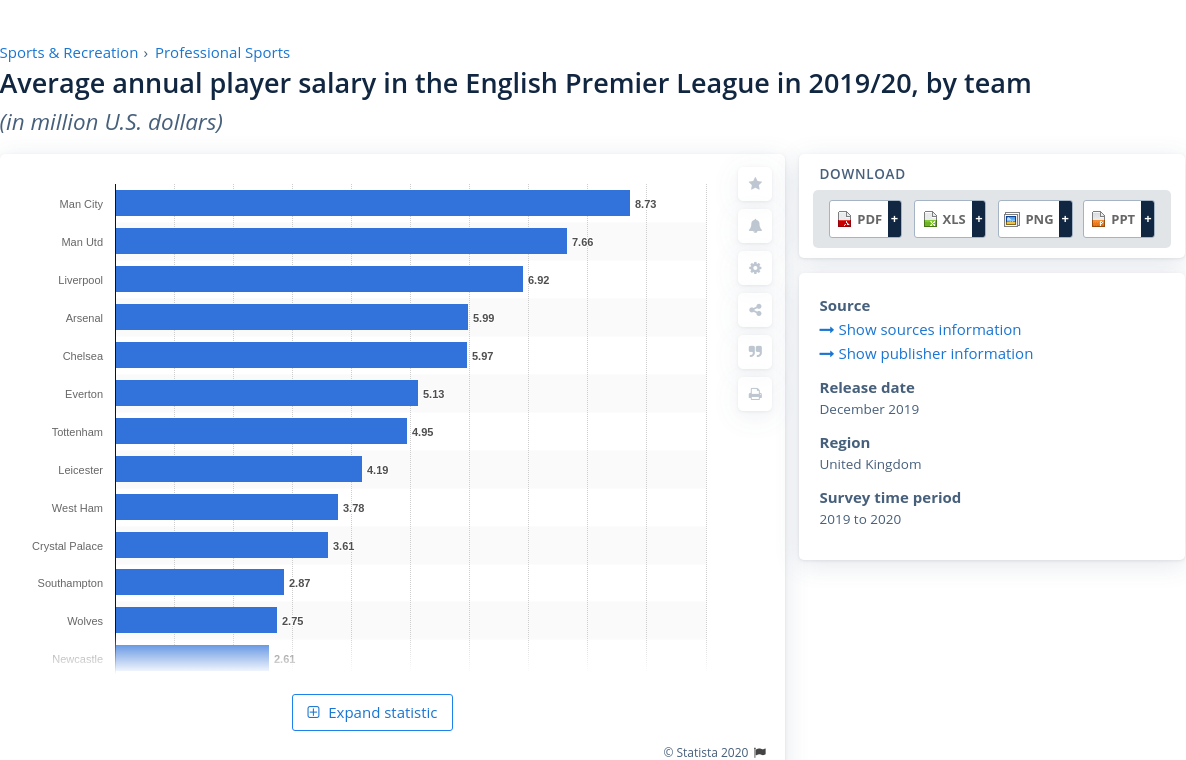 Sports & Recreation › Professional Sports
Average annual player salary in the English Premier League in 2019/20, by team
(in million U.S. dollars)
Man City 8.73
Man Utd 7.66
Liverpool 6.92
Arsenal 5.99
Chelsea 5.97
Everton 5.13
Tottenham 4.95
Leicester 4.19
West Ham 3.78
Crystal Palace 3.61
Southampton 2.87
Wolves 2.75
Newcastle 2.61
Expand statistic
© Statista 2020
DOWNLOAD
PDF + XLS + PNG + PPT +
Source
Show sources information
Show publisher information
Release date
December 2019
Region
United Kingdom
Survey time period
2019 to 2020